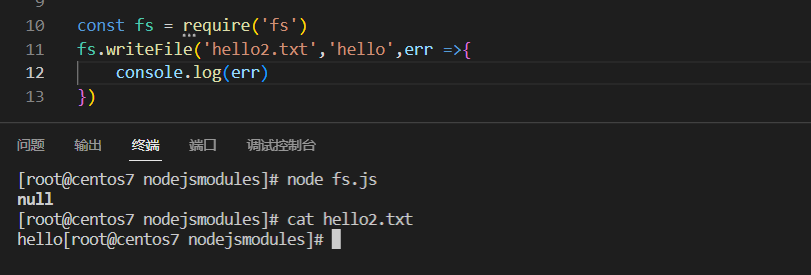 9
10 const fs = require('fs')
11 fs.writeFile('hello2.txt','hello',err =>{
12     console.log(err)
13 })
问题 输出 终端 端口 调试控制台
[root@centos7 nodejsmodules]# node fs.js
null
[root@centos7 nodejsmodules]# cat hello2.txt
hello[root@centos7 nodejsmodules]#